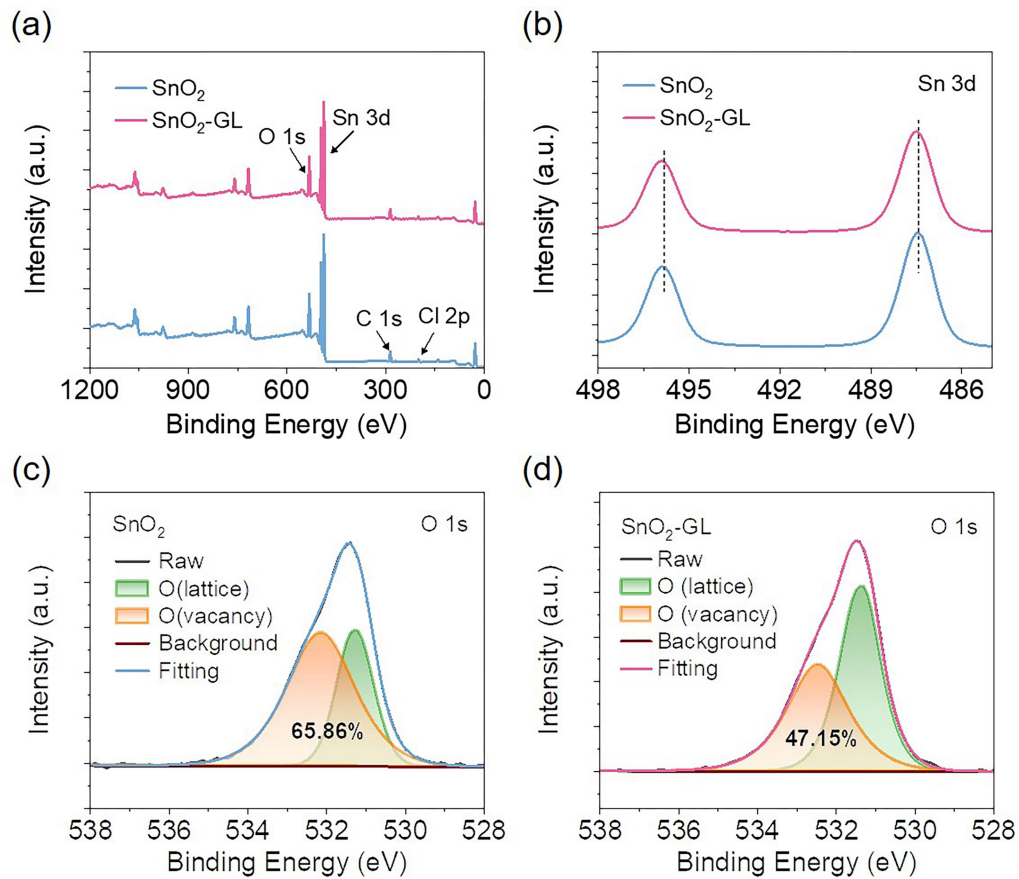 (a)
SnO2
SnO2-GL
O 1s
Sn 3d
C 1s
Cl 2p
Intensity (a.u.)
1200 900 600 300 0
Binding Energy (eV)
(b)
SnO2
SnO2-GL
Sn 3d
Intensity (a.u.)
498 495 492 489 486
Binding Energy (eV)
(c)
SnO2
O 1s
Raw
O(lattice)
O(vacancy)
Background
Fitting
65.86%
Intensity (a.u.)
538 536 534 532 530 528
Binding Energy (eV)
(d)
SnO2-GL
O 1s
Raw
O (lattice)
O (vacancy)
Background
Fitting
47.15%
Intensity (a.u.)
538 536 534 532 530 528
Binding Energy (eV)